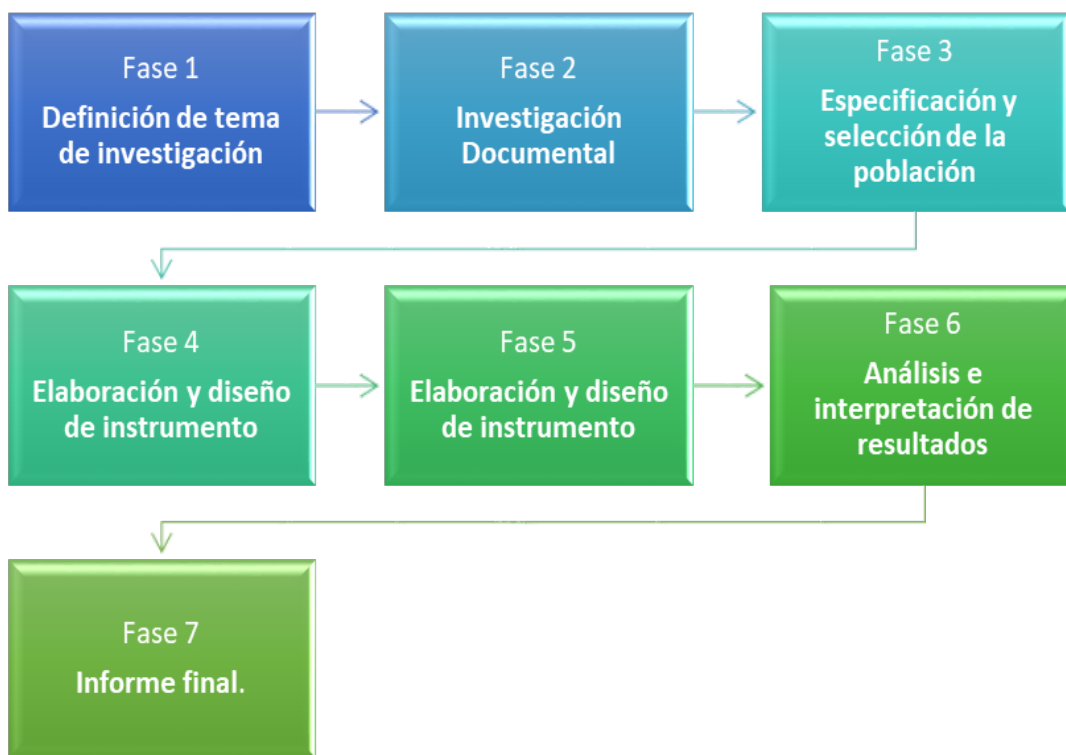 Fase 1
Definición de tema
de investigación
Fase 2
Investigación
Documental
Fase 3
Especificación y
selección de la
población
Fase 4
Elaboración y diseño
de instrumento
Fase 5
Elaboración y diseño
de instrumento
Fase 6
Análisis e
interpretación de
resultados
Fase 7
Informe final.